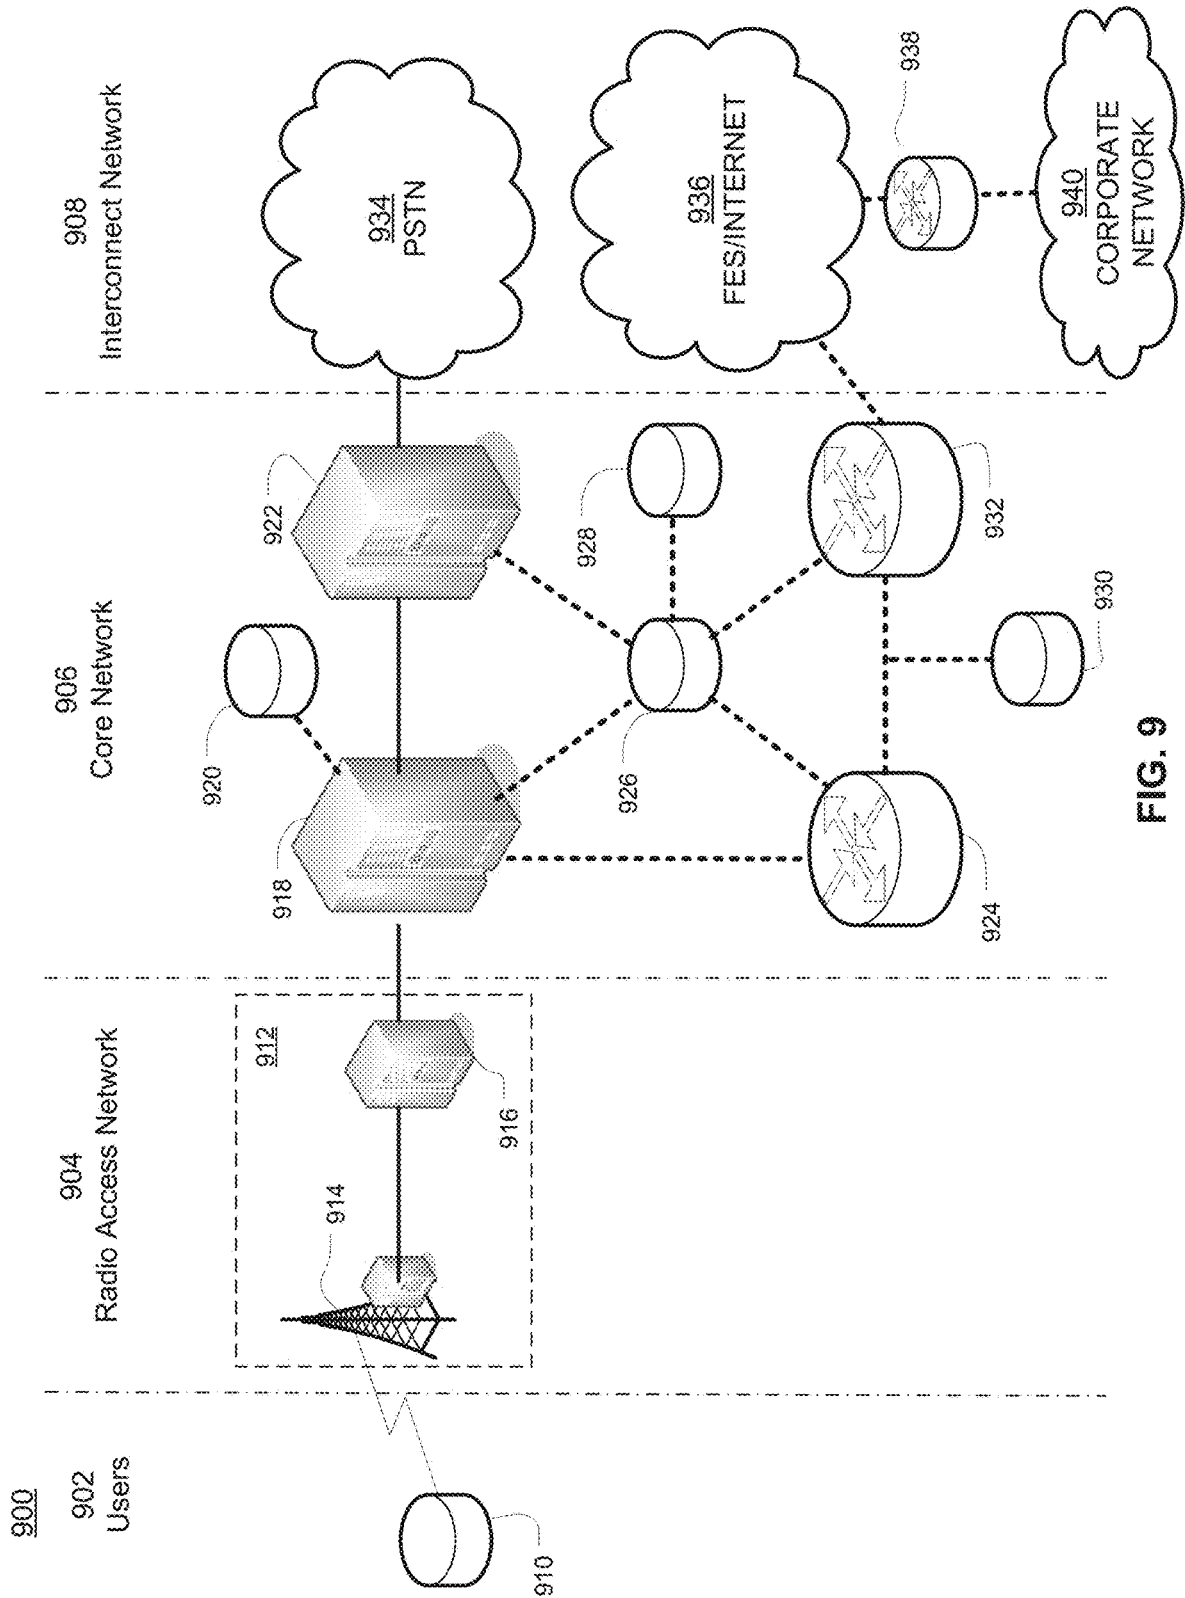 900
902
Users
904
Radio Access Network
906
Core Network
908
Interconnect Network
910
912
914
916
918
920
922
924
926
928
930
932
934
PSTN
936
FES/INTERNET
938
940
CORPORATE
NETWORK
FIG. 9